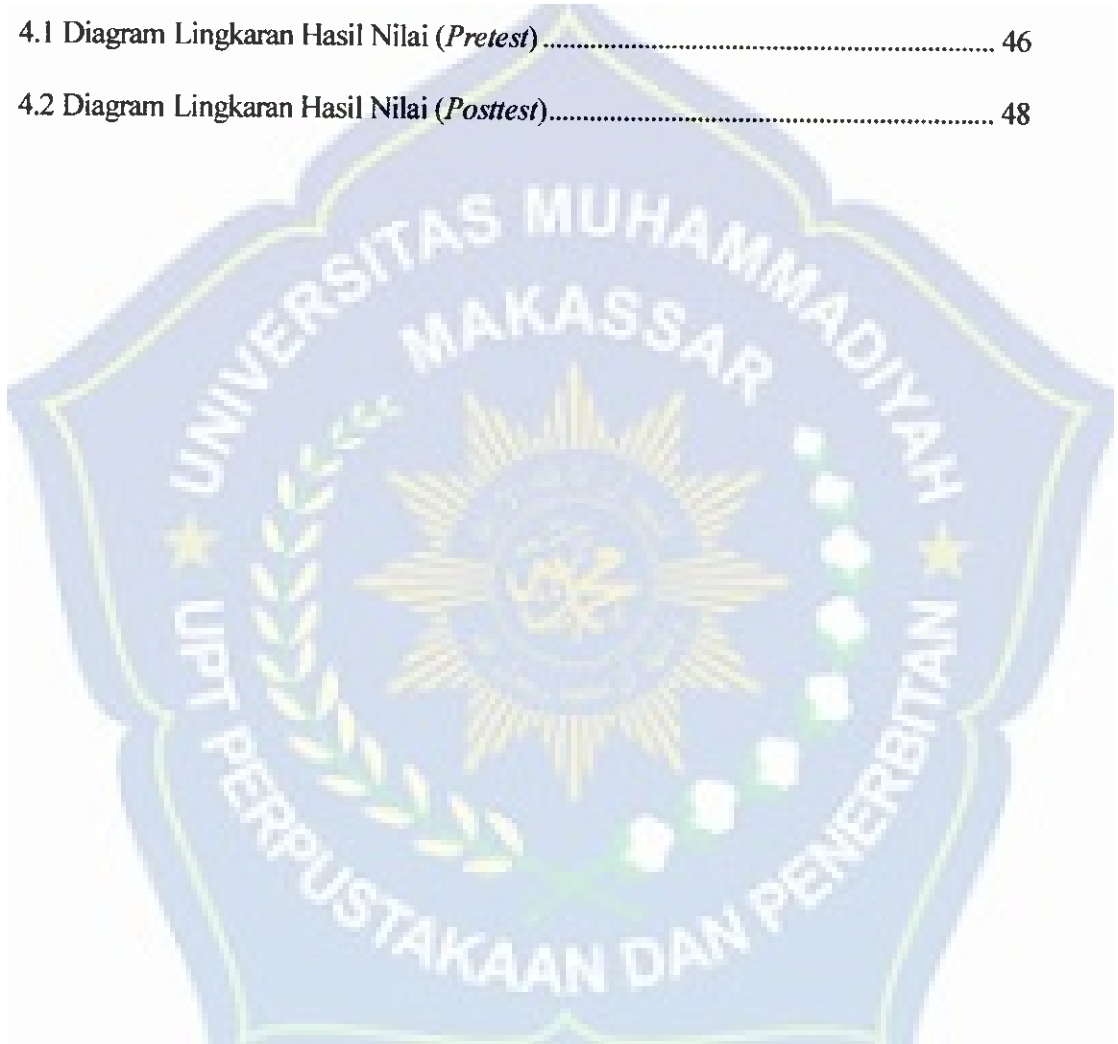 4.1 Diagram Lingkaran Hasil Nilai (Pretest) ........................................................................ 46
4.2 Diagram Lingkaran Hasil Nilai (Posttest)....................................................................... 48
UNIVERSITAS MUHAMMADIYAH
MAKASSAR
UPT PERPUSTAKAAN DAN PENERBITAN